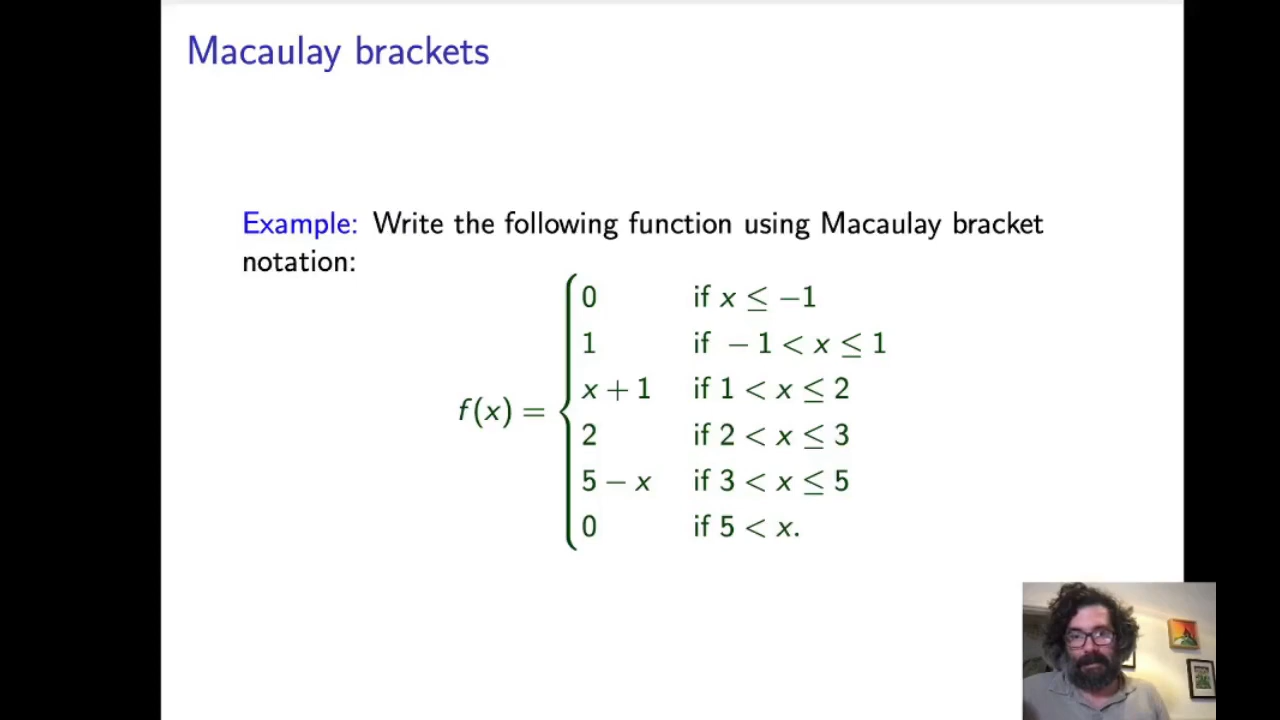 Macaulay brackets
Example: Write the following function using Macaulay bracket
notation:
0 if x ≤ −1
1 if − 1 < x ≤ 1
x + 1 if 1 < x ≤ 2
f(x) =
2 if 2 < x ≤ 3
5 − x if 3 < x ≤ 5
0 if 5 < x.